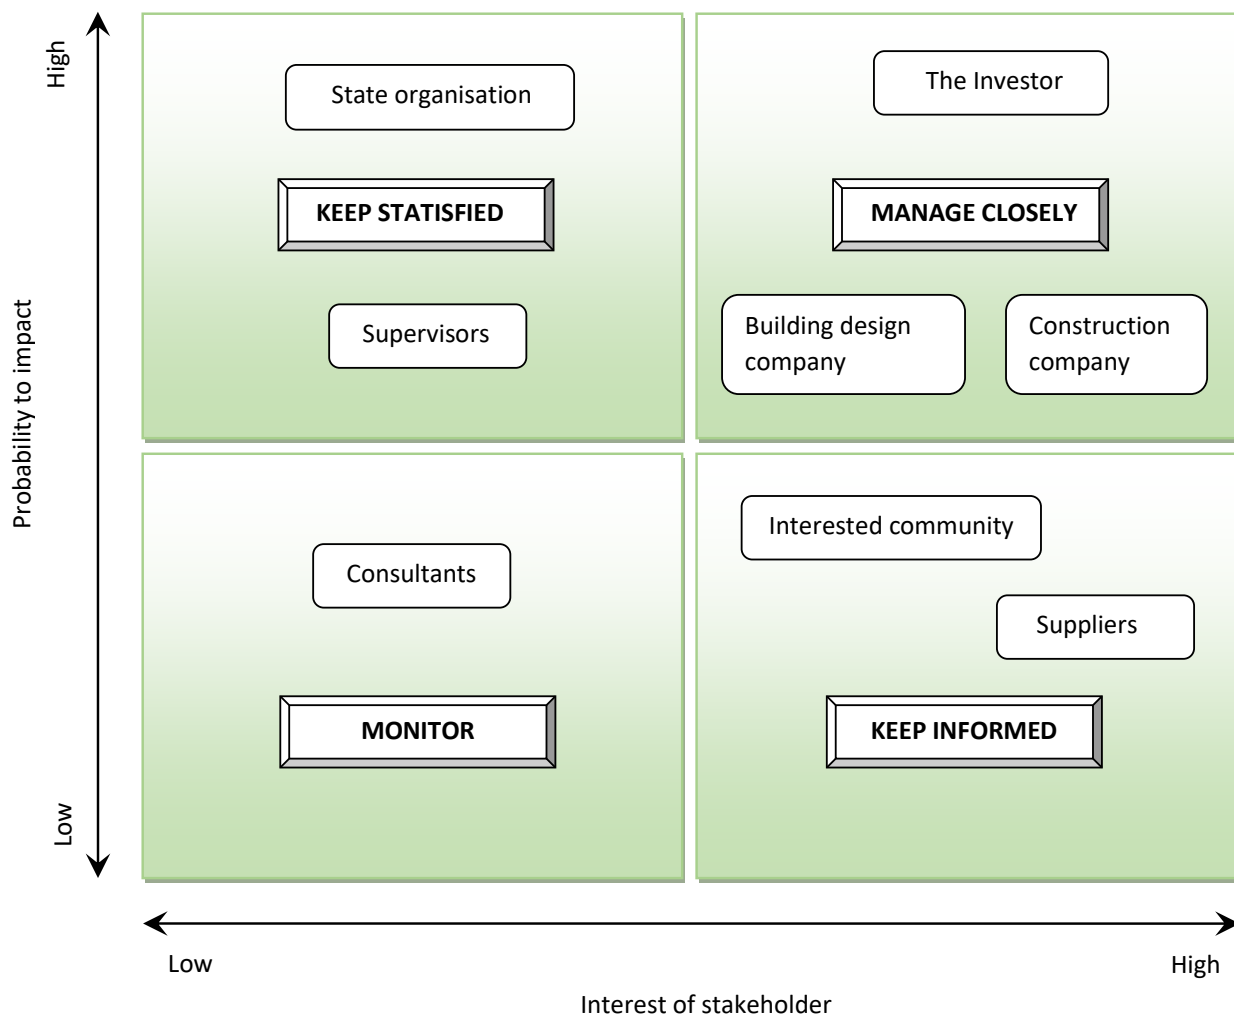 High
State organisation
The Investor
KEEP STATISFIED
MANAGE CLOSELY
Supervisors
Building design
company
Construction
company
Probability to impact
Interested community
Consultants
Suppliers
MONITOR
KEEP INFORMED
Low
Low
High
Interest of stakeholder